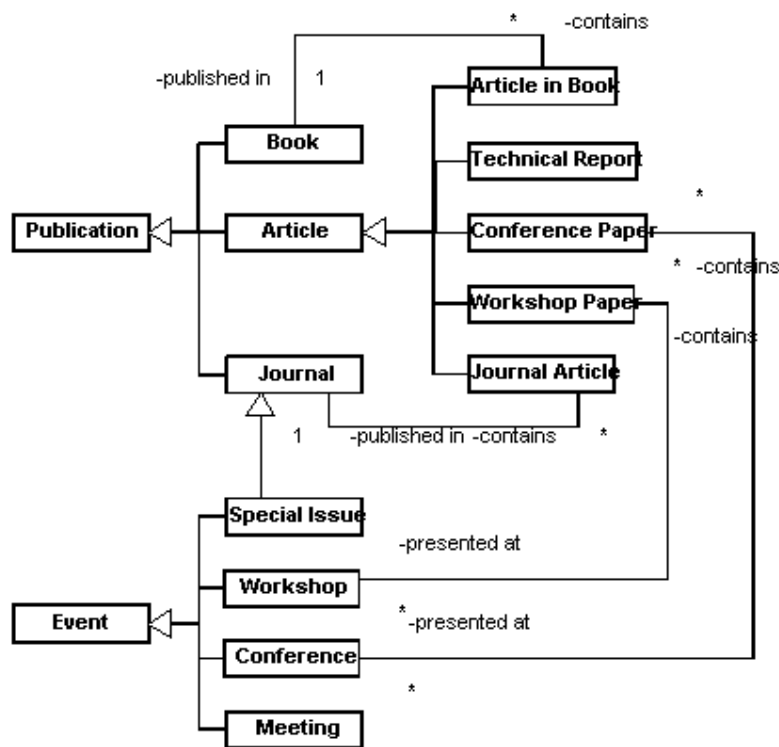 * -contains
-published in 1
Article in Book
Book
Technical Report
*
Publication
Article
Conference Paper
* -contains
Workshop Paper
-contains
Journal
Journal Article
1 -published in -contains *
Special Issue
-presented at
Workshop
* -presented at
Event
Conference
*
Meeting